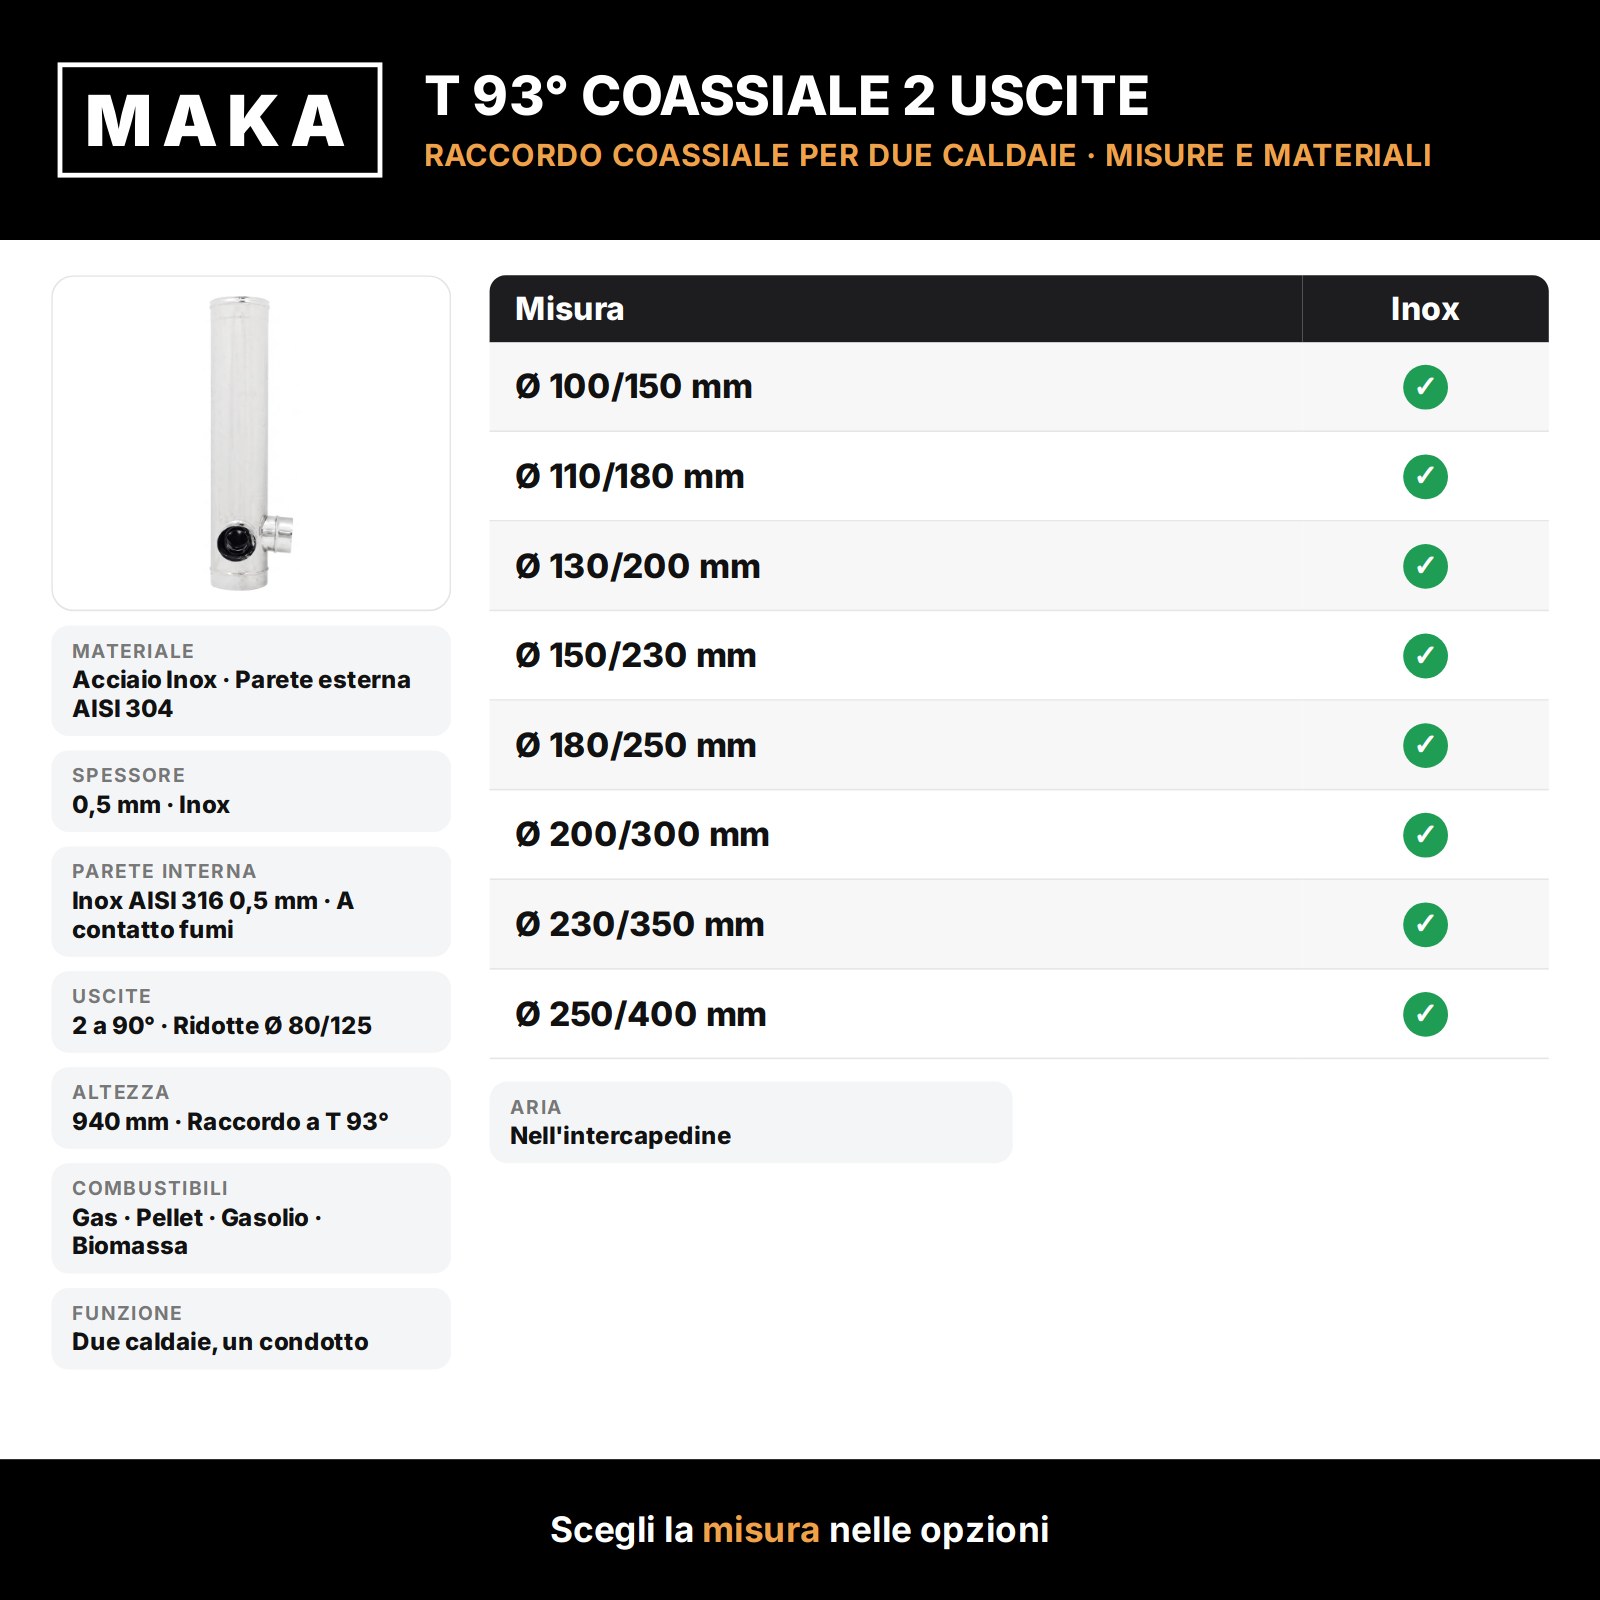 MAKA
T 93° COASSIALE 2 USCITE
RACCORDO COASSIALE PER DUE CALDAIE · MISURE E MATERIALI
MATERIALE
Acciaio Inox · Parete esterna
AISI 304
SPESSORE
0,5 mm · Inox
PARETE INTERNA
Inox AISI 316 0,5 mm · A
contatto fumi
USCITE
2 a 90° · Ridotte Ø 80/125
ALTEZZA
940 mm · Raccordo a T 93°
COMBUSTIBILI
Gas · Pellet · Gasolio ·
Biomassa
FUNZIONE
Due caldaie, un condotto
Misura Inox
Ø 100/150 mm ✓
Ø 110/180 mm ✓
Ø 130/200 mm ✓
Ø 150/230 mm ✓
Ø 180/250 mm ✓
Ø 200/300 mm ✓
Ø 230/350 mm ✓
Ø 250/400 mm ✓
ARIA
Nell'intercapedine
Scegli la misura nelle opzioni